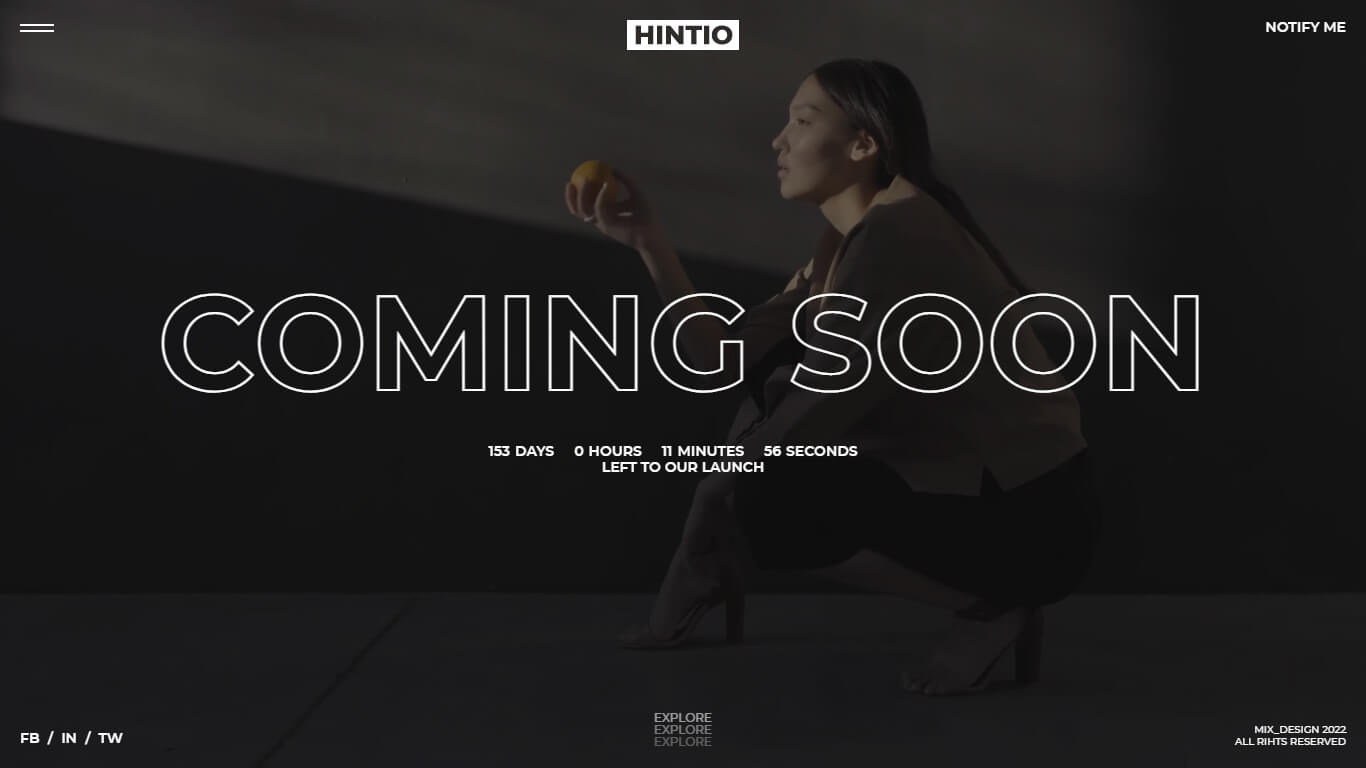 HINTIO
NOTIFY ME
COMING SOON
153 DAYS 0 HOURS 11 MINUTES 56 SECONDS
LEFT TO OUR LAUNCH
EXPLORE
EXPLORE
EXPLORE
FB / IN / TW
MIX_DESIGN 2022
ALL RIHTS RESERVED